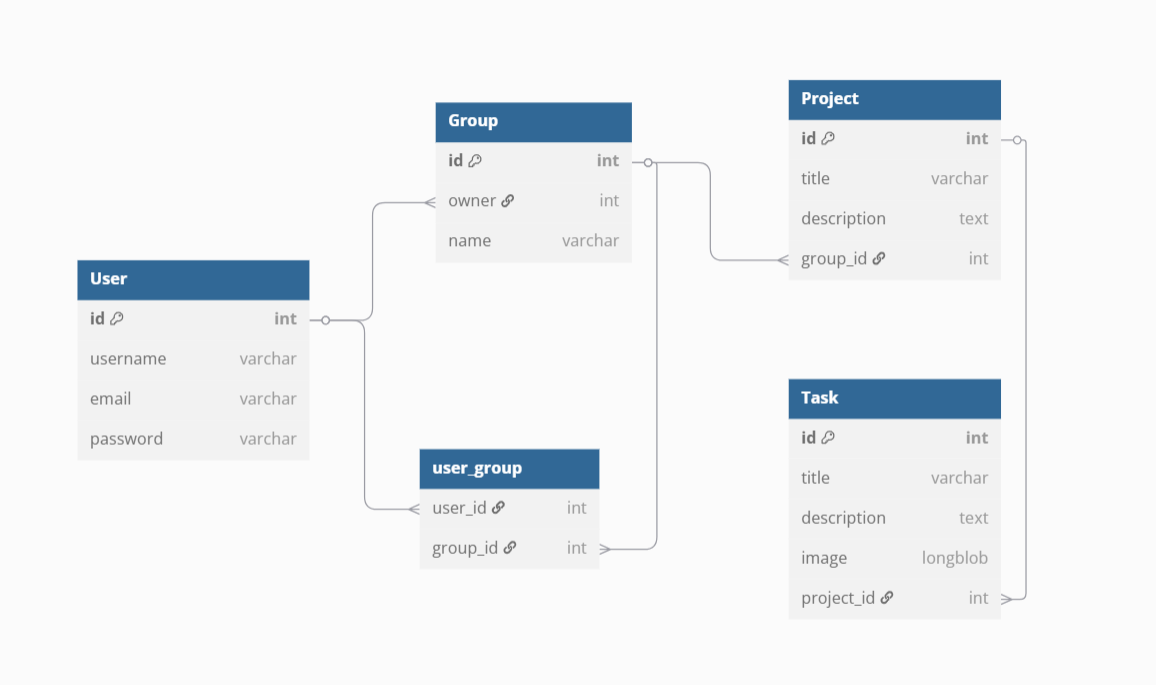 User
id int
username varchar
email varchar
password varchar
Group
id int
owner int
name varchar
user_group
user_id int
group_id int
Project
id int
title varchar
description text
group_id int
Task
id int
title varchar
description text
image longblob
project_id int